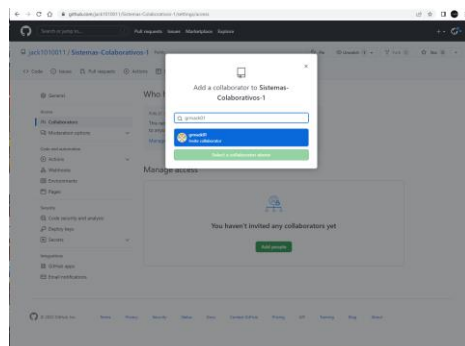 github.com/jack1010011/Sistemas-Colaborativos-1/settings/access
Search or jump to...
Pull requests Issues Marketplace Explore
jack1010011 / Sistemas-Colaborativos-1
Code Issues Pull requests Actions
General
Access
Collaborators
Moderation options
Code and automation
Actions
Webhooks
Environments
Pages
Security
Code security and analysis
Deploy keys
Secrets
Integrations
GitHub apps
Email notifications
Who
Manage
Manage access
Add a collaborator to Sistemas-
Colaborativos-1
Invite collaborator
Select a collaborator above
You haven't invited any collaborators yet
Add people
© 2022 GitHub, Inc.
Terms
Privacy
Security
Status
Docs
Contact GitHub
Pricing
API
Training
Blog
About